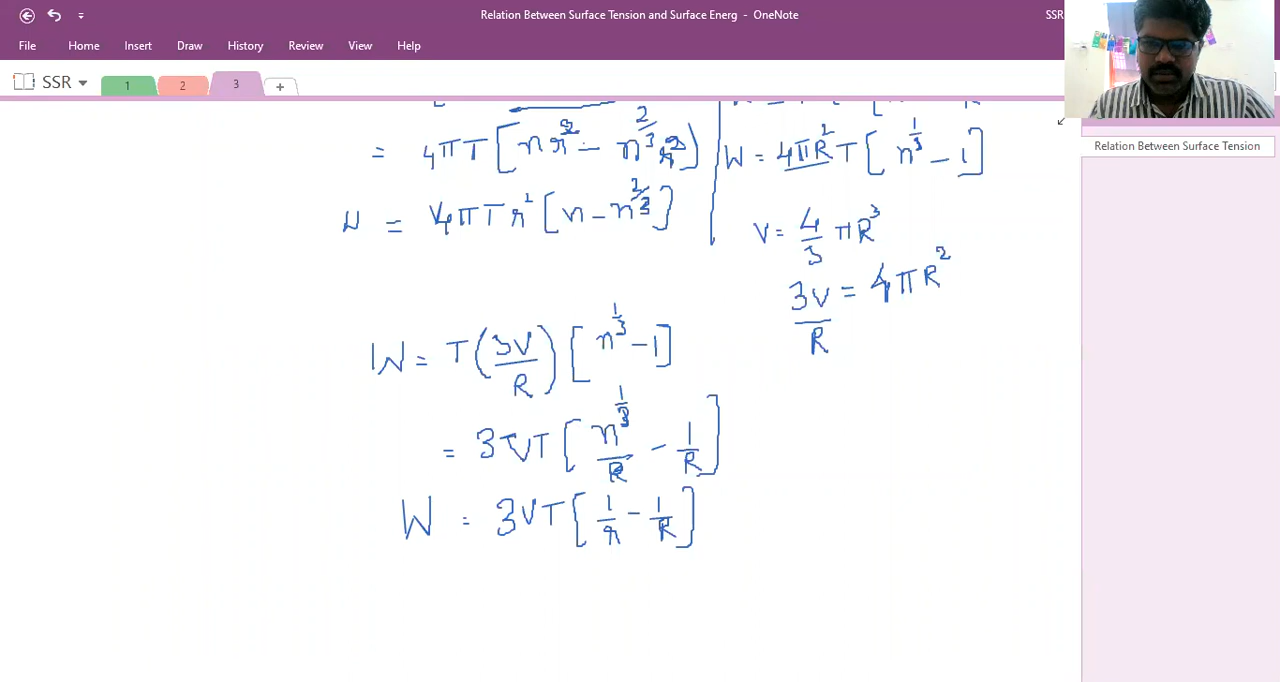 Relation Between Surface Tension and Surface Energ - OneNote
SSR
File Home Insert Draw History Review View Help
SSR 1 2 3 +
Relation Between Surface Tension
= 4πT [nr² - n^(2/3) r²]
W = 4πR²T [n^(1/3) - 1]
W = 4πTr² [n - n^(2/3)]
V = 4/3 πR³
3V/R = 4πR²
W = T(3V/R) [n^(1/3) - 1]
= 3VT [n^(1/3)/R - 1/R]
W = 3VT [1/r - 1/R]